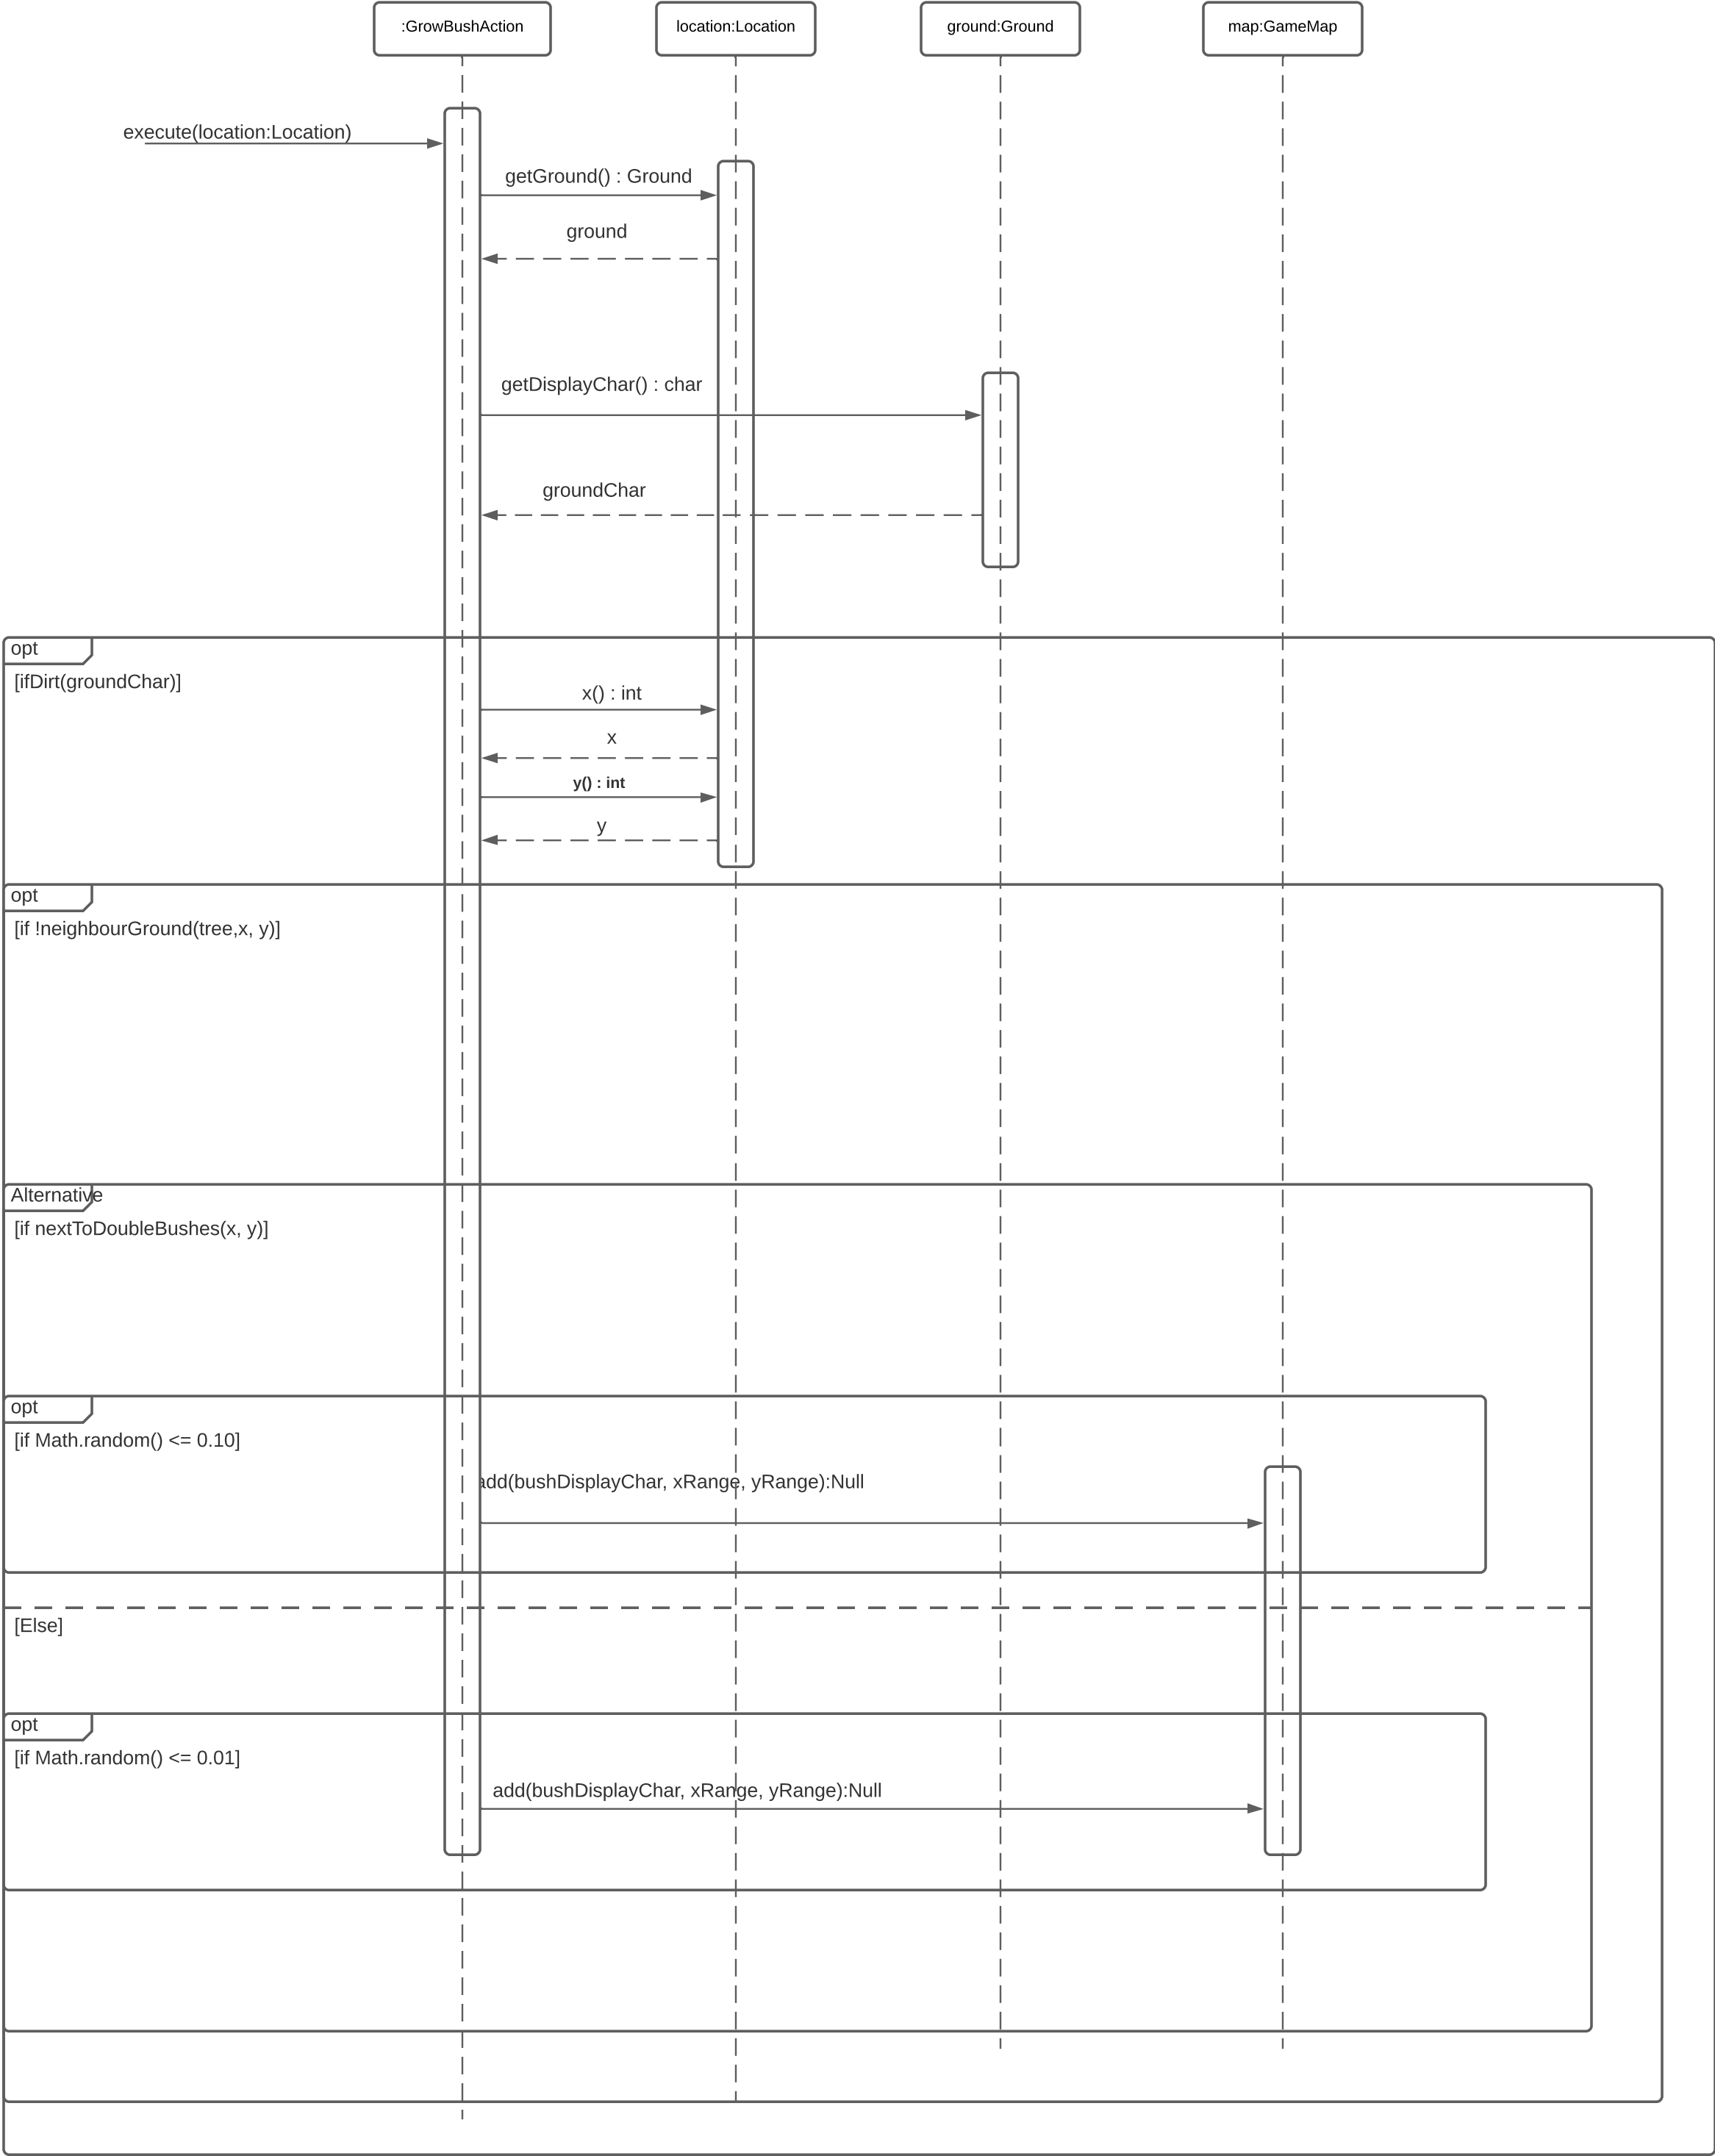 :GrowBushAction
location:Location
ground:Ground
map:GameMap
execute(location:Location)
getGround() : Ground
ground
getDisplayChar() : char
groundChar
opt
[ifDirt(groundChar)]
x() : int
x
y() : int
y
opt
[if !neighbourGround(tree,x, y)]
Alternative
[if nextToDoubleBushes(x, y)]
opt
[if Math.random() <= 0.10]
add(bushDisplayChar, xRange, yRange):Null
[Else]
opt
[if Math.random() <= 0.01]
add(bushDisplayChar, xRange, yRange):Null